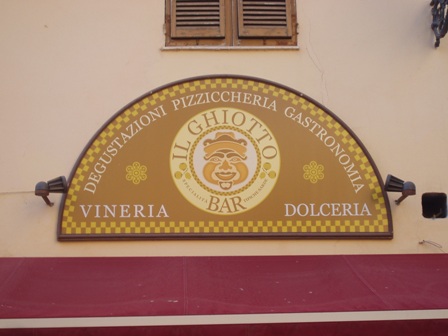 DEGUSTAZIONI PIZZICCHERIA GASTRONOMIA
IL GHIOTTO
BAR
VINERIA
DOLCERIA